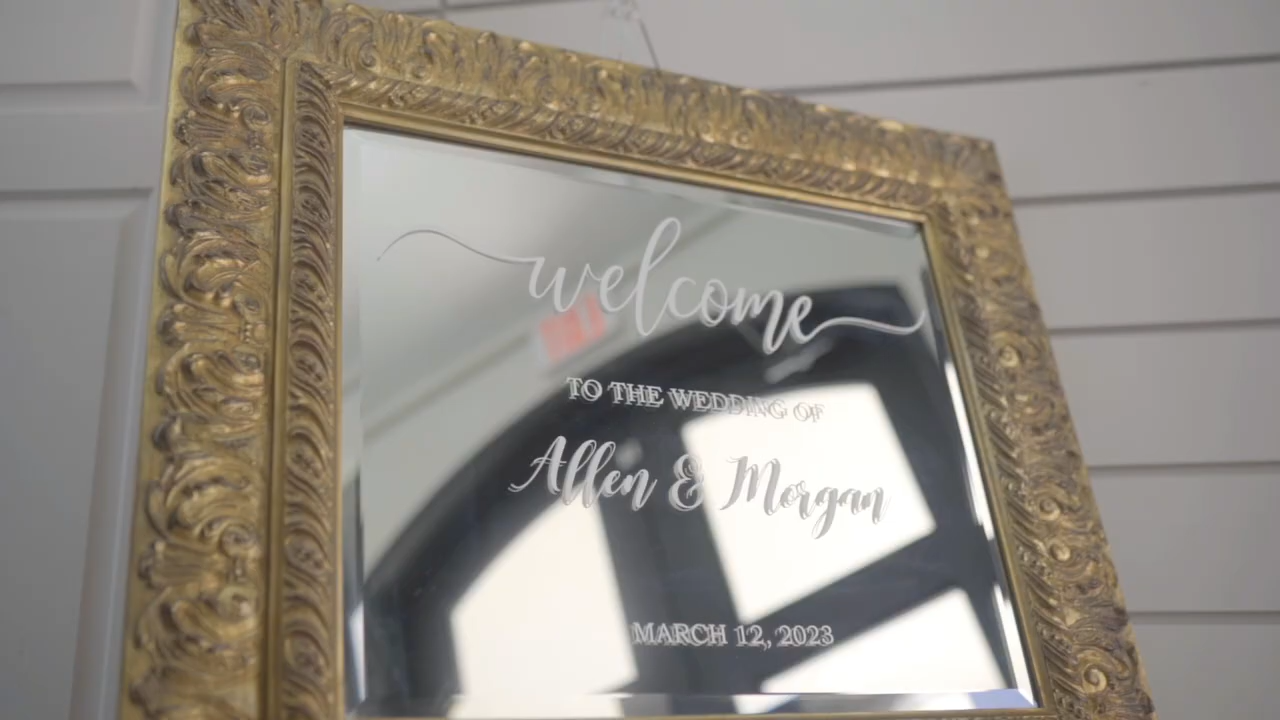 welcome
TO THE WEDDING OF
Allen & Morgan
MARCH 12, 2023